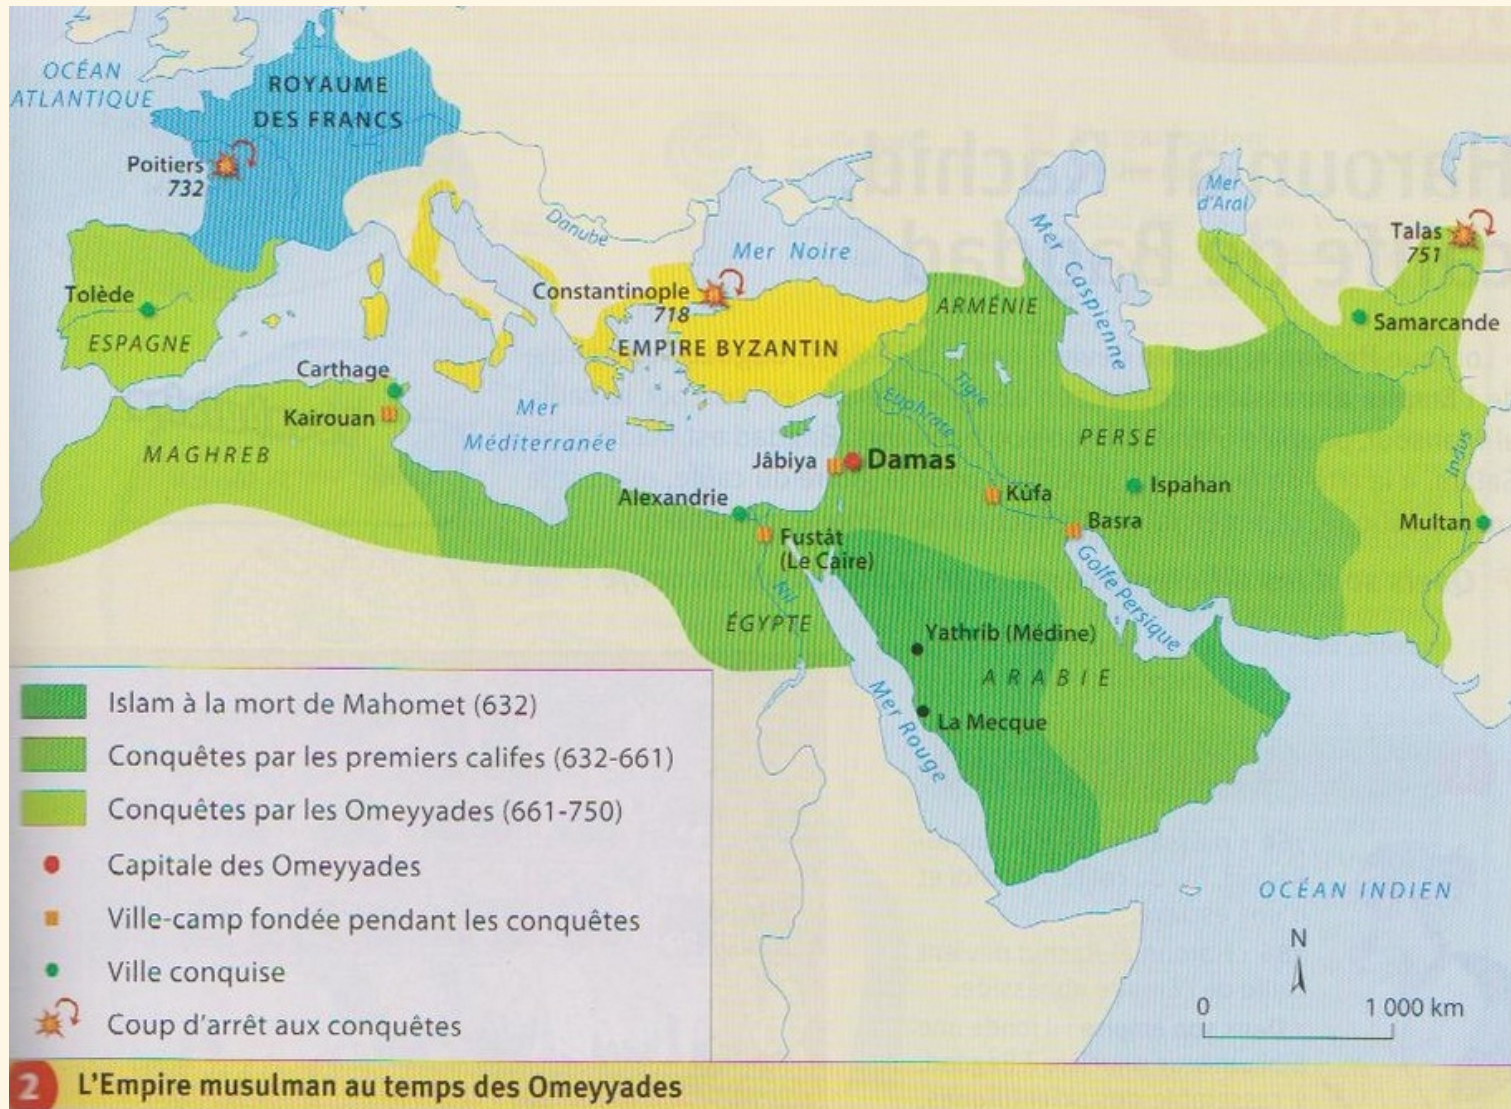 OCÉAN
ATLANTIQUE
ROYAUME
DES FRANCS
Poitiers
732
Danube
Mer Noire
Mer Caspienne
Mer
d'Aral
Talas
751
Tolède
ESPAGNE
Constantinople
718
EMPIRE BYZANTIN
ARMÉNIE
Samarcande
Carthage
Kairouan
MAGHREB
Mer
Méditerranée
Tigre
Euphrate
PERSE
Indus
Jâbiya
Damas
Alexandrie
Kûfa
Ispahan
Basra
Multan
Fustât
(Le Caire)
Nil
ÉGYPTE
Golfe Persique
Yathrib (Médine)
ARABIE
La Mecque
Mer Rouge
OCÉAN INDIEN
N
0 1 000 km
Islam à la mort de Mahomet (632)
Conquêtes par les premiers califes (632-661)
Conquêtes par les Omeyyades (661-750)
Capitale des Omeyyades
Ville-camp fondée pendant les conquêtes
Ville conquise
Coup d'arrêt aux conquêtes
2 L'Empire musulman au temps des Omeyyades